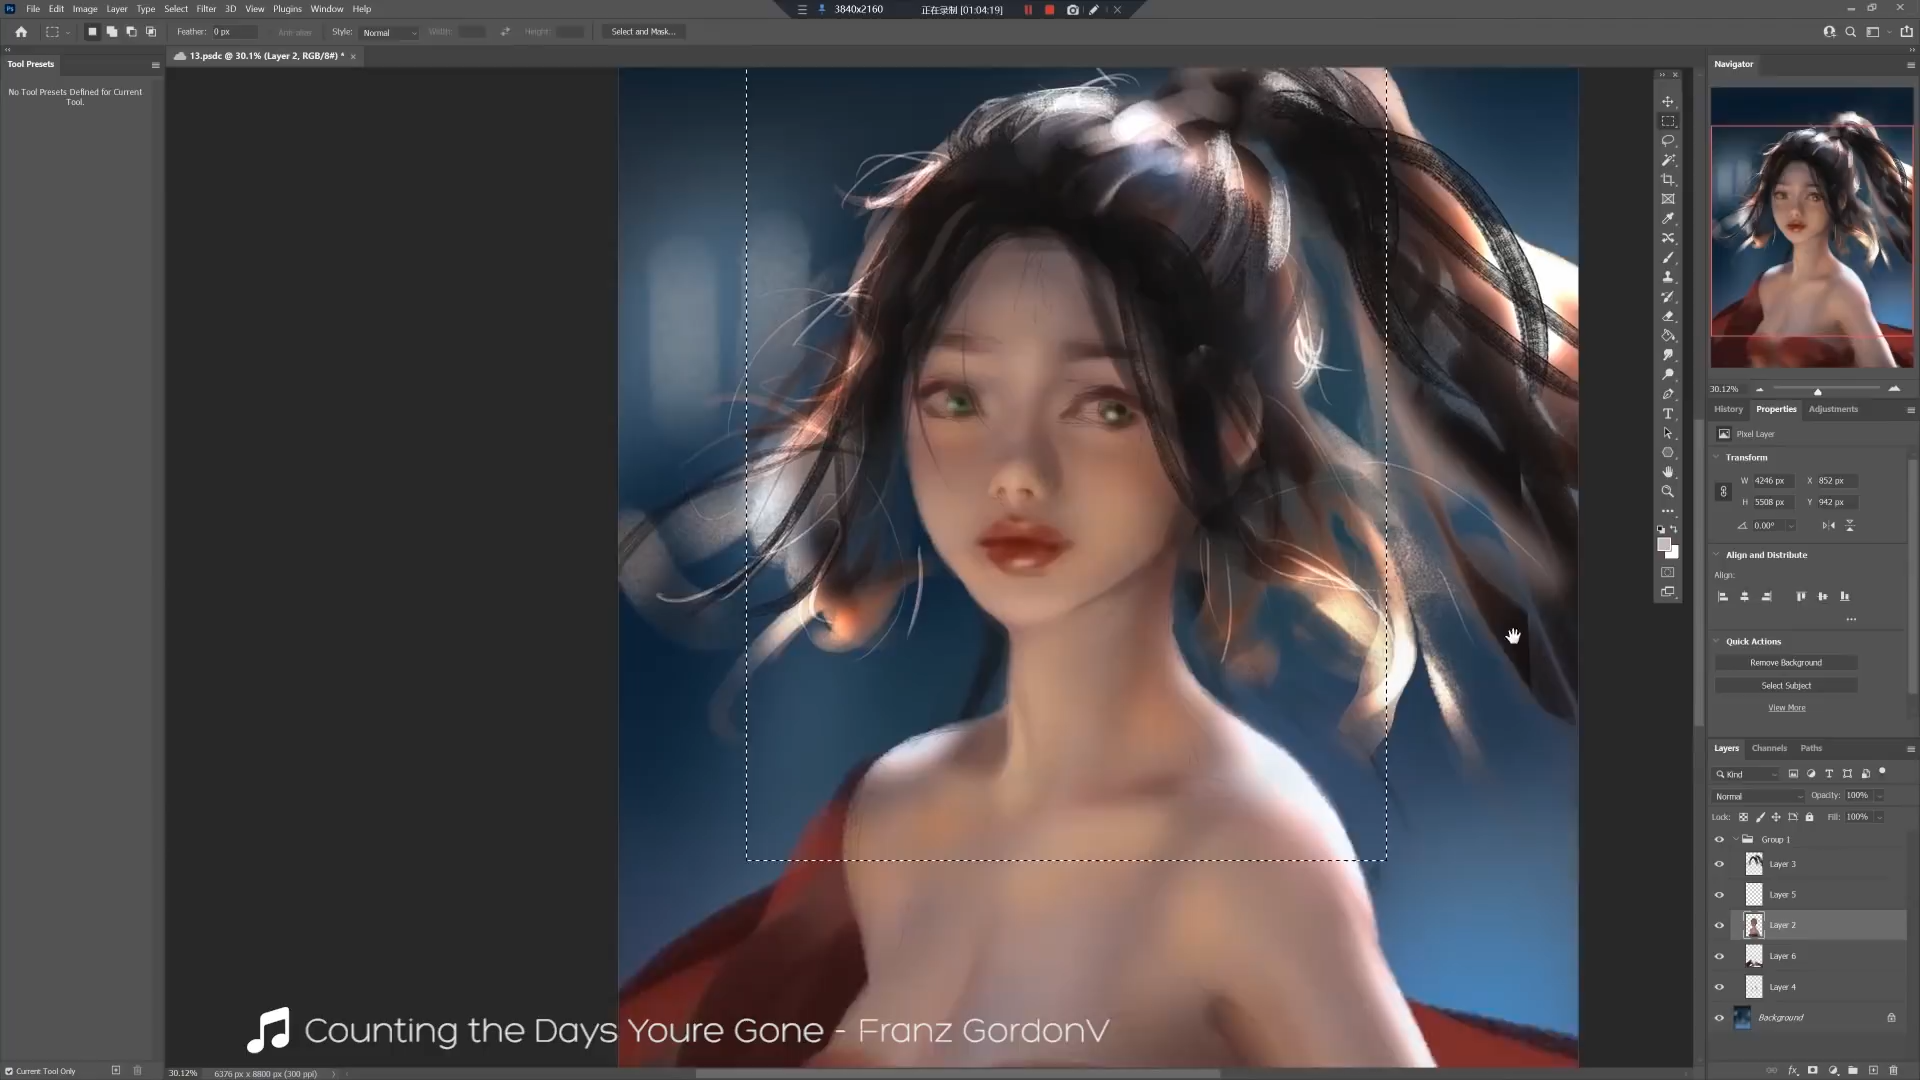 File Edit Image Layer Type Select Filter 3D View Plugins Window Help
3840x2160 正在录制 [01:04:19]
Feather: 0 px Anti-alias Style: Normal Width: Height: Select and Mask...
Tool Presets
13.psdc @ 30.1% (Layer 2, RGB/8#) *
No Tool Presets Defined for Current
Tool.
Navigator
30.12%
History Properties Adjustments
Pixel Layer
Transform
W 4246 px X 852 px
H 5508 px Y 942 px
0.00°
Align and Distribute
Align:
Quick Actions
Remove Background
Select Subject
View More
Layers Channels Paths
Kind
Normal Opacity: 100%
Lock: Fill: 100%
Group 1
Layer 3
Layer 5
Layer 2
Layer 6
Layer 4
Background
Counting the Days Youre Gone - Franz GordonV
Current Tool Only
30.12% 6376 px x 8800 px (300 ppi)